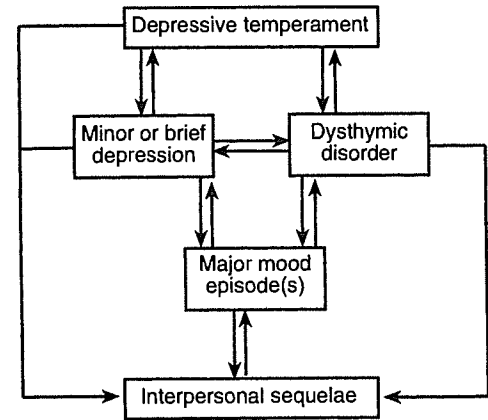 Depressive temperament
Minor or brief
depression
Dysthymic
disorder
Major mood
episode(s)
Interpersonal sequelae